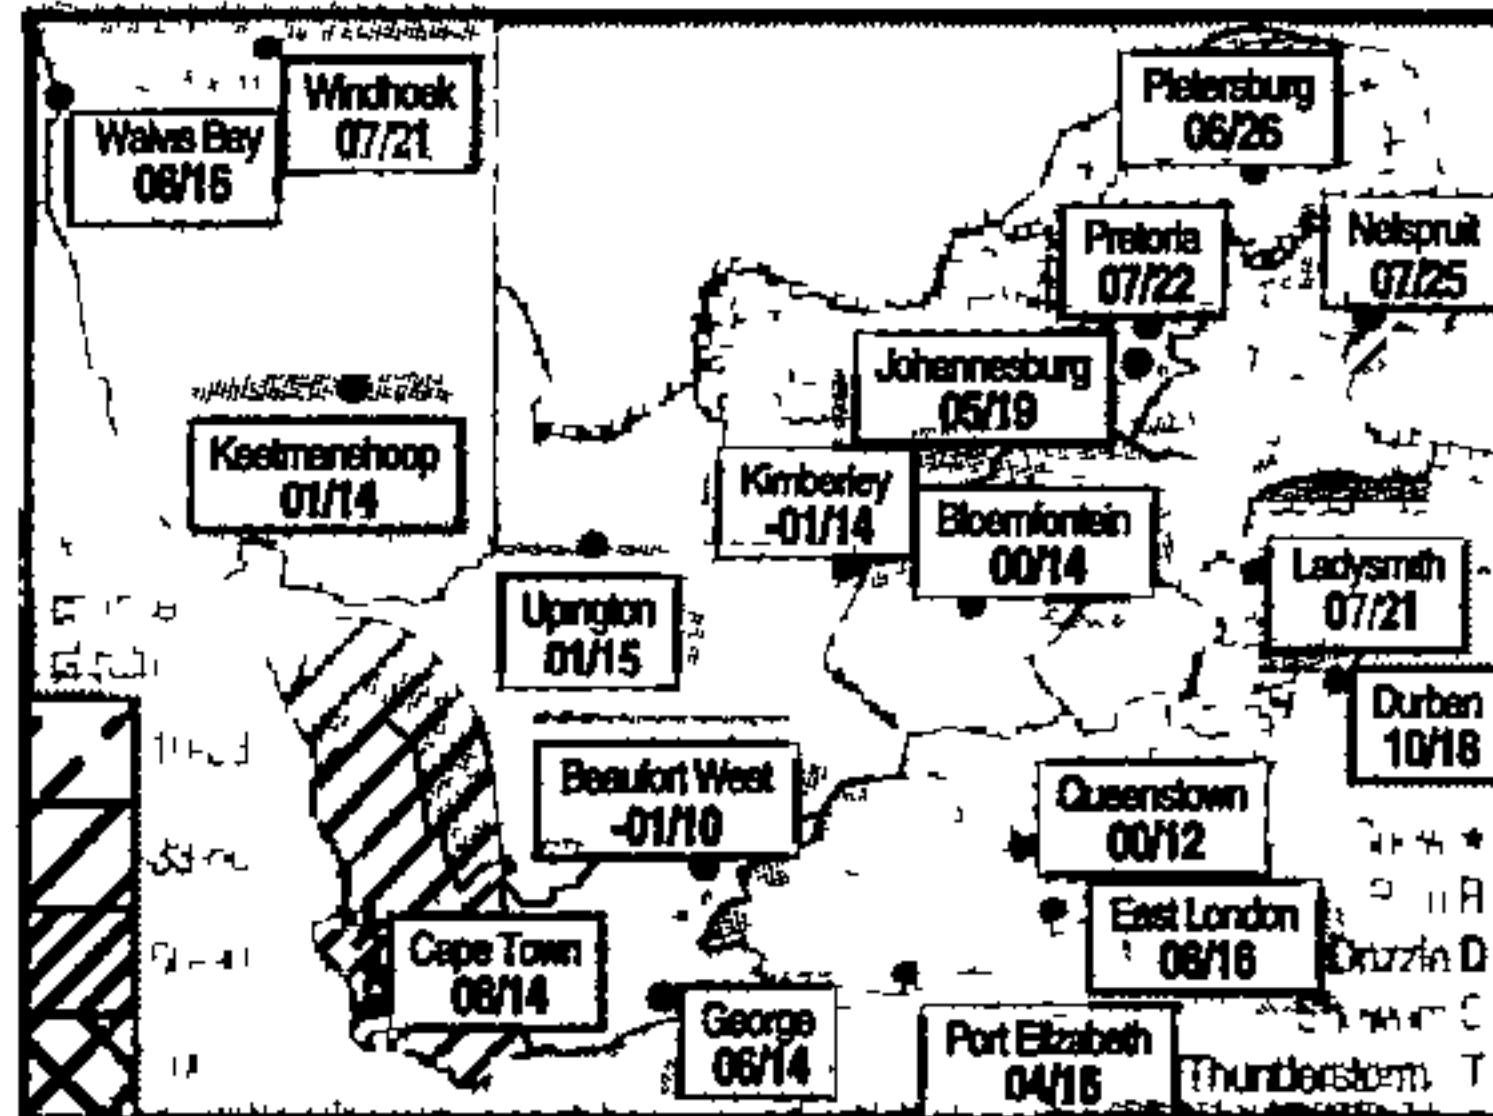 Windhoek
07/21
Walvis Bay
06/16
Pietersburg
06/26
Pretoria
07/22
Nelspruit
07/25
Johannesburg
05/19
Keetmanshoop
01/14
Kimberley
-01/14
Bloemfontein
00/14
Ladysmith
07/21
Upington
01/15
Durban
10/18
Beaufort West
-01/10
Queenstown
00/12
East London
08/16
Cape Town
06/14
George
06/14
Port Elizabeth
04/16
R
Drizzle D
C
Thunderstorm T